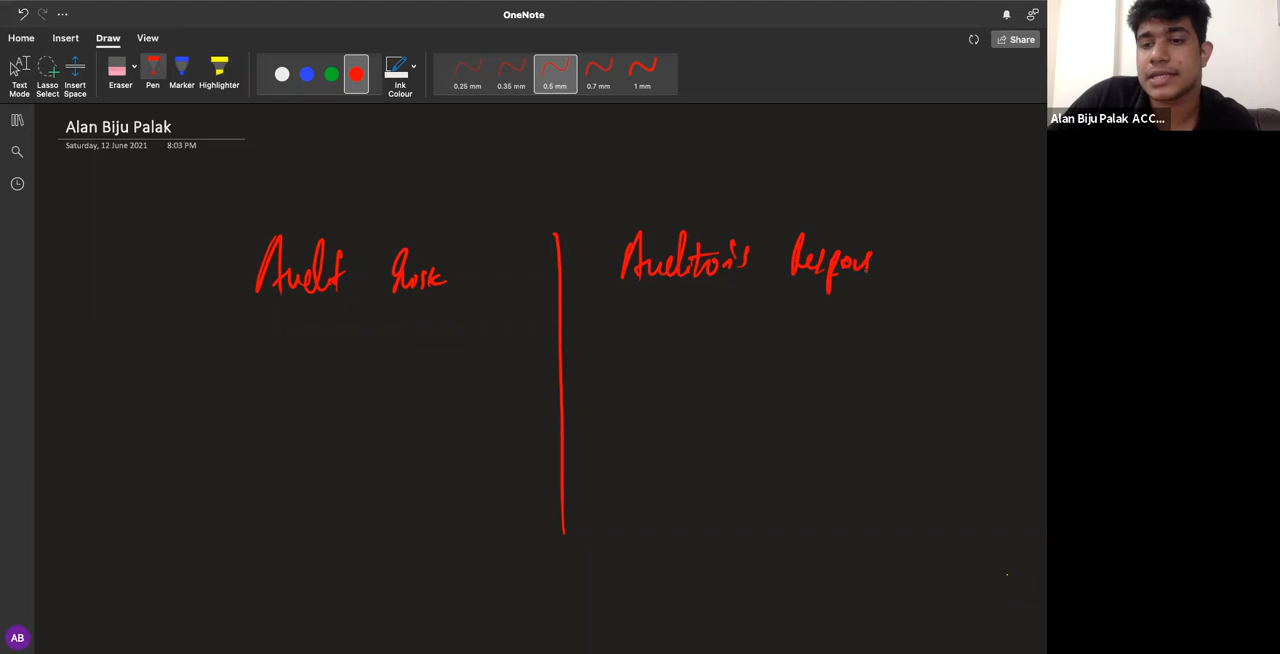 OneNote
Home Insert Draw View
Share
Text Mode
Lasso Select
Insert Space
Eraser
Pen
Marker
Highlighter
Ink Colour
0.25 mm
0.35 mm
0.5 mm
0.7 mm
1 mm
Alan Biju Palak ACC...
Alan Biju Palak
Saturday, 12 June 2021 8:03 PM
Audit Risk
Auditor's Respons
AB